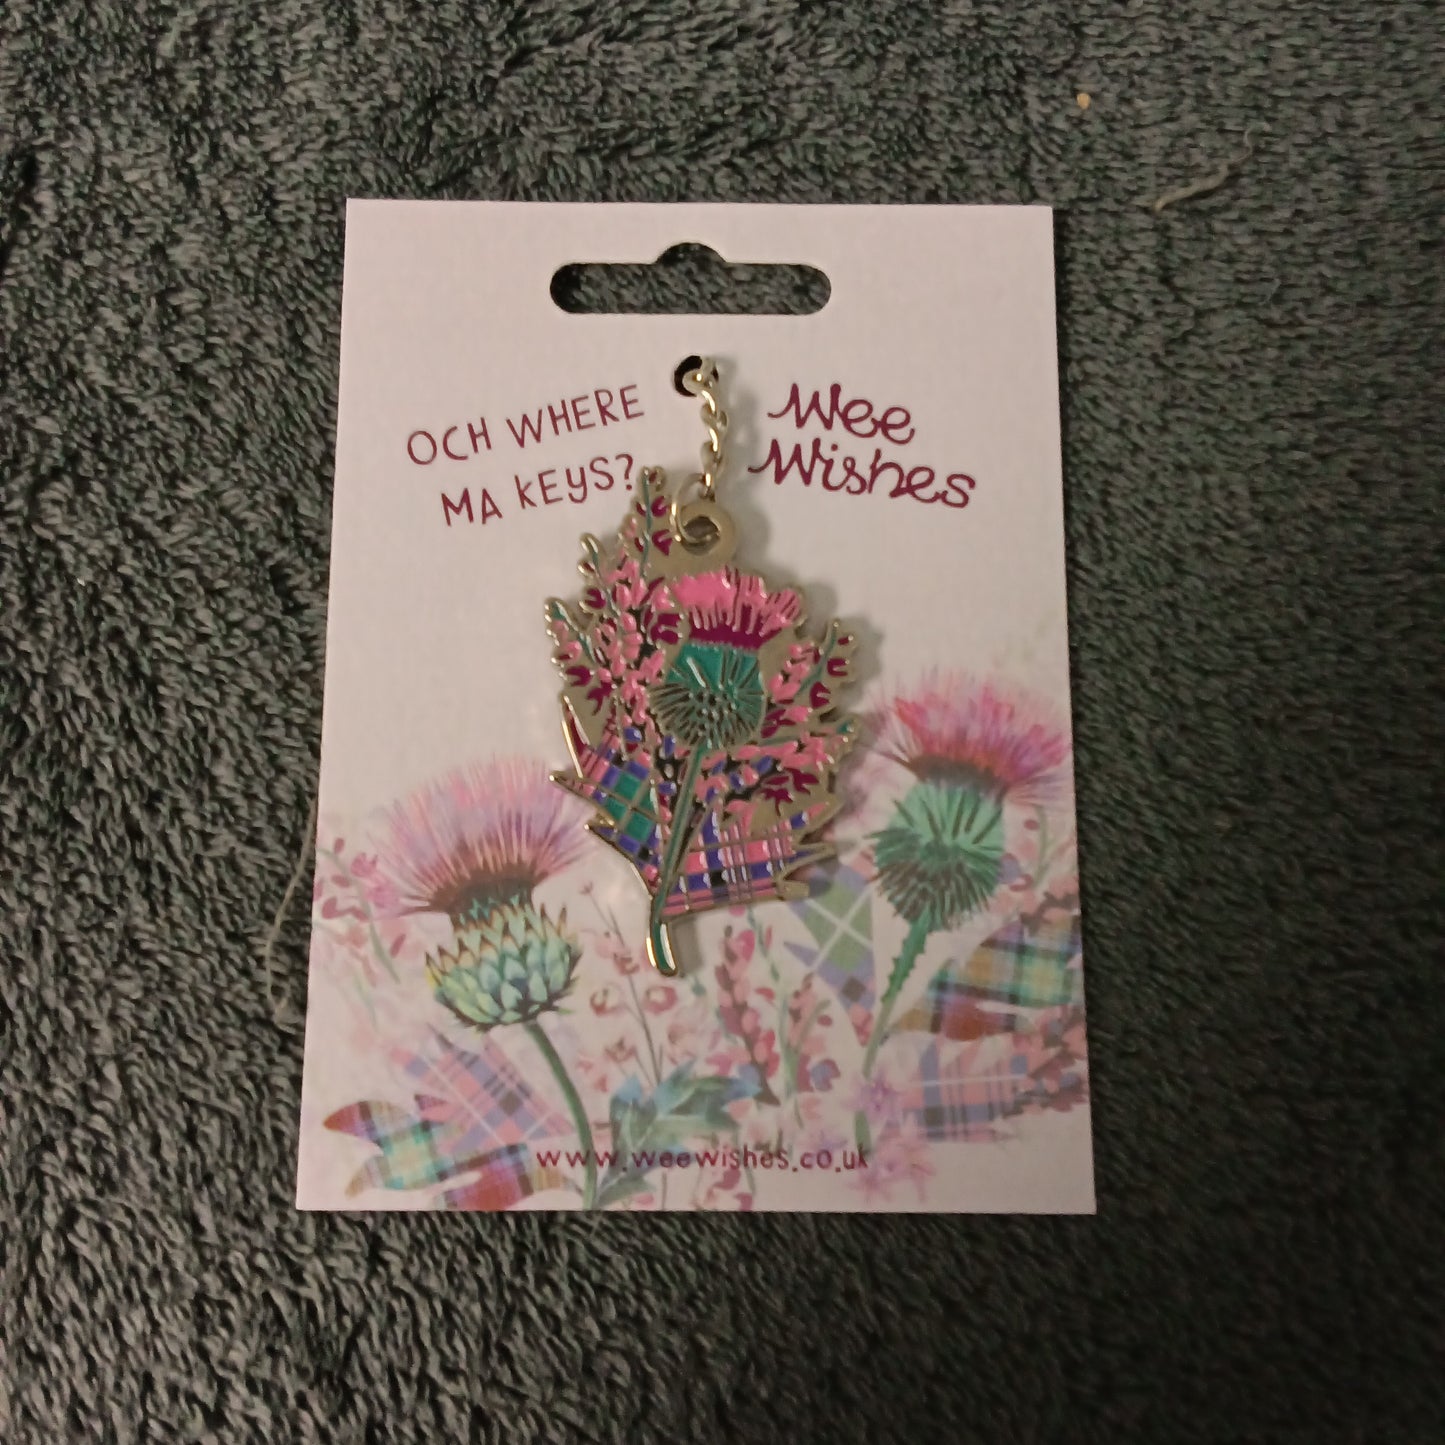 OCH WHERE
MA KEYS?
Wee
Wishes
www.weewishes.co.uk